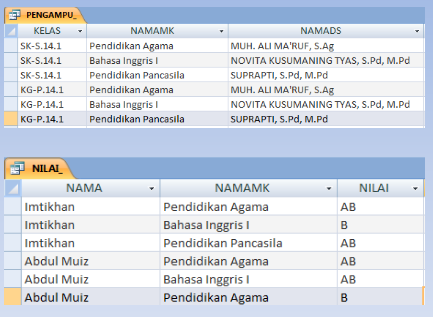 PENGAMPU_
KELAS NAMAMK NAMADS
SK-S.14.1 Pendidikan Agama MUH. ALI MA'RUF, S.Ag
SK-S.14.1 Bahasa Inggris I NOVITA KUSUMANING TYAS, S.Pd, M.Pd
SK-S.14.1 Pendidikan Pancasila SUPRAPTI, S.Pd, M.Pd
KG-P.14.1 Pendidikan Agama MUH. ALI MA'RUF, S.Ag
KG-P.14.1 Bahasa Inggris I NOVITA KUSUMANING TYAS, S.Pd, M.Pd
KG-P.14.1 Pendidikan Pancasila SUPRAPTI, S.Pd, M.Pd
NILAI_
NAMA NAMAMK NILAI
Imtikhan Pendidikan Agama AB
Imtikhan Bahasa Inggris I B
Imtikhan Pendidikan Pancasila AB
Abdul Muiz Pendidikan Agama AB
Abdul Muiz Bahasa Inggris I AB
Abdul Muiz Pendidikan Agama B